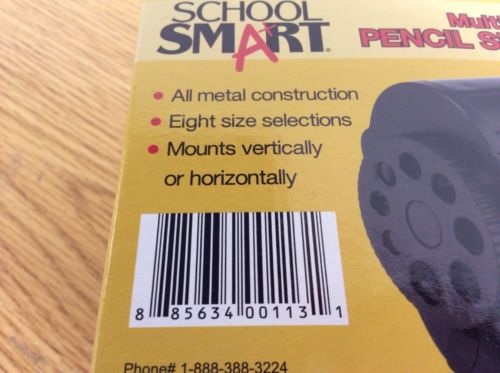 SCHOOL
SMART
PENCIL
• All metal construction
• Eight size selections
• Mounts vertically
or horizontally
8 85634 00113 1
Phone# 1-888-388-3224